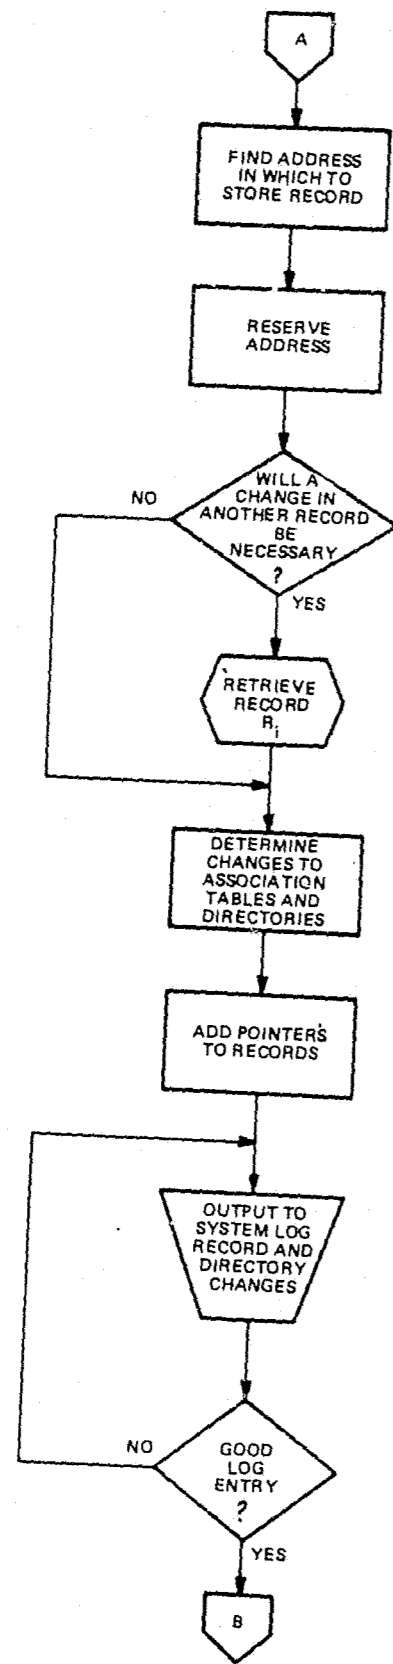 A
FIND ADDRESS
IN WHICH TO
STORE RECORD
RESERVE
ADDRESS
WILL A
CHANGE IN
ANOTHER RECORD
BE
NECESSARY
?
NO
YES
RETRIEVE
RECORD
Ri
DETERMINE
CHANGES TO
ASSOCIATION
TABLES AND
DIRECTORIES
ADD POINTERS
TO RECORDS
OUTPUT TO
SYSTEM LOG
RECORD AND
DIRECTORY
CHANGES
NO
GOOD
LOG
ENTRY
?
YES
B